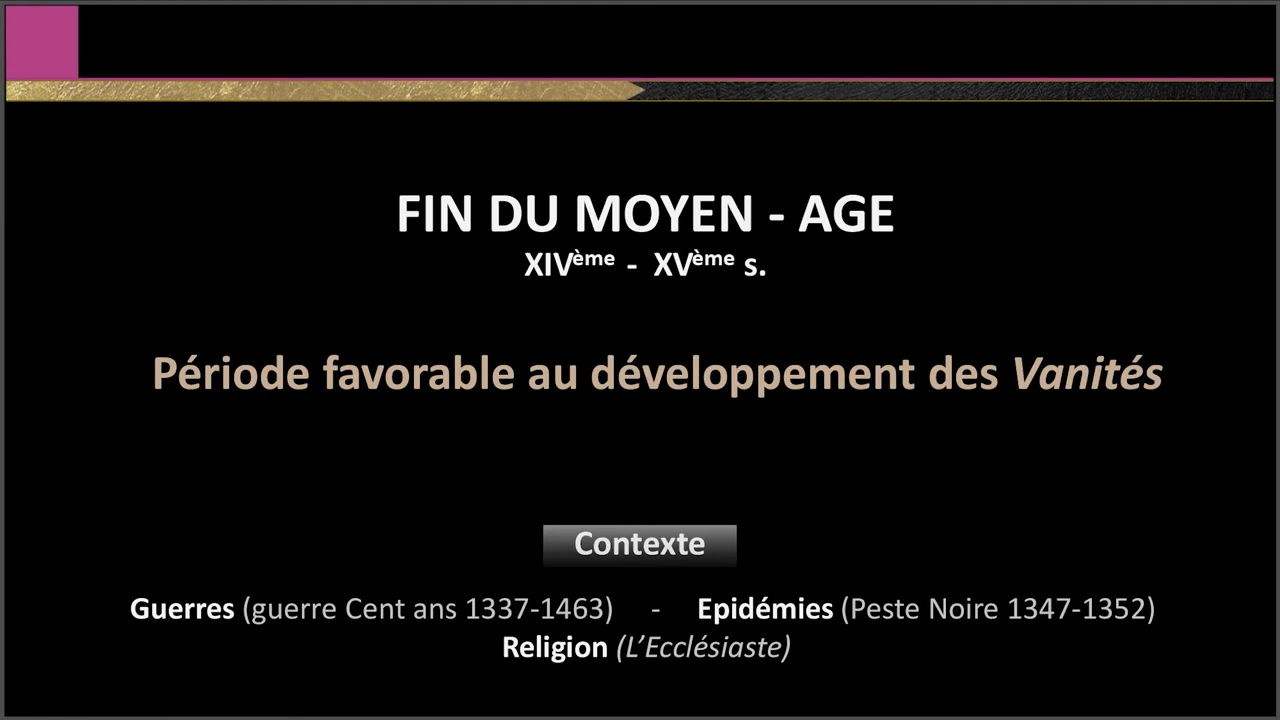 FIN DU MOYEN - AGE
XIVème - XVème s.
Période favorable au développement des Vanités
Contexte
Guerres (guerre Cent ans 1337-1463) - Epidémies (Peste Noire 1347-1352)
Religion (L’Ecclésiaste)